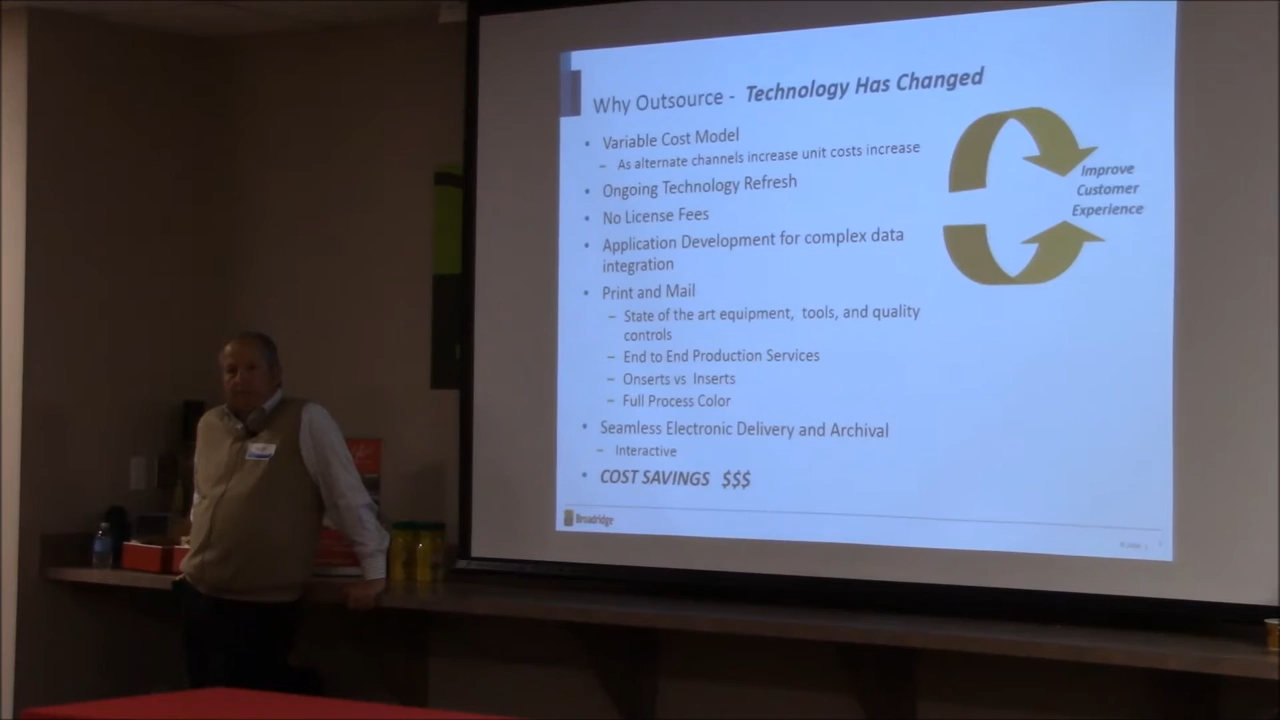 Why Outsource - Technology Has Changed
• Variable Cost Model
– As alternate channels increase unit costs increase
• Ongoing Technology Refresh
• No License Fees
• Application Development for complex data
integration
• Print and Mail
– State of the art equipment, tools, and quality
controls
– End to End Production Services
– Onserts vs Inserts
– Full Process Color
• Seamless Electronic Delivery and Archival
– Interactive
• COST SAVINGS $$$
Improve
Customer
Experience
Broadridge